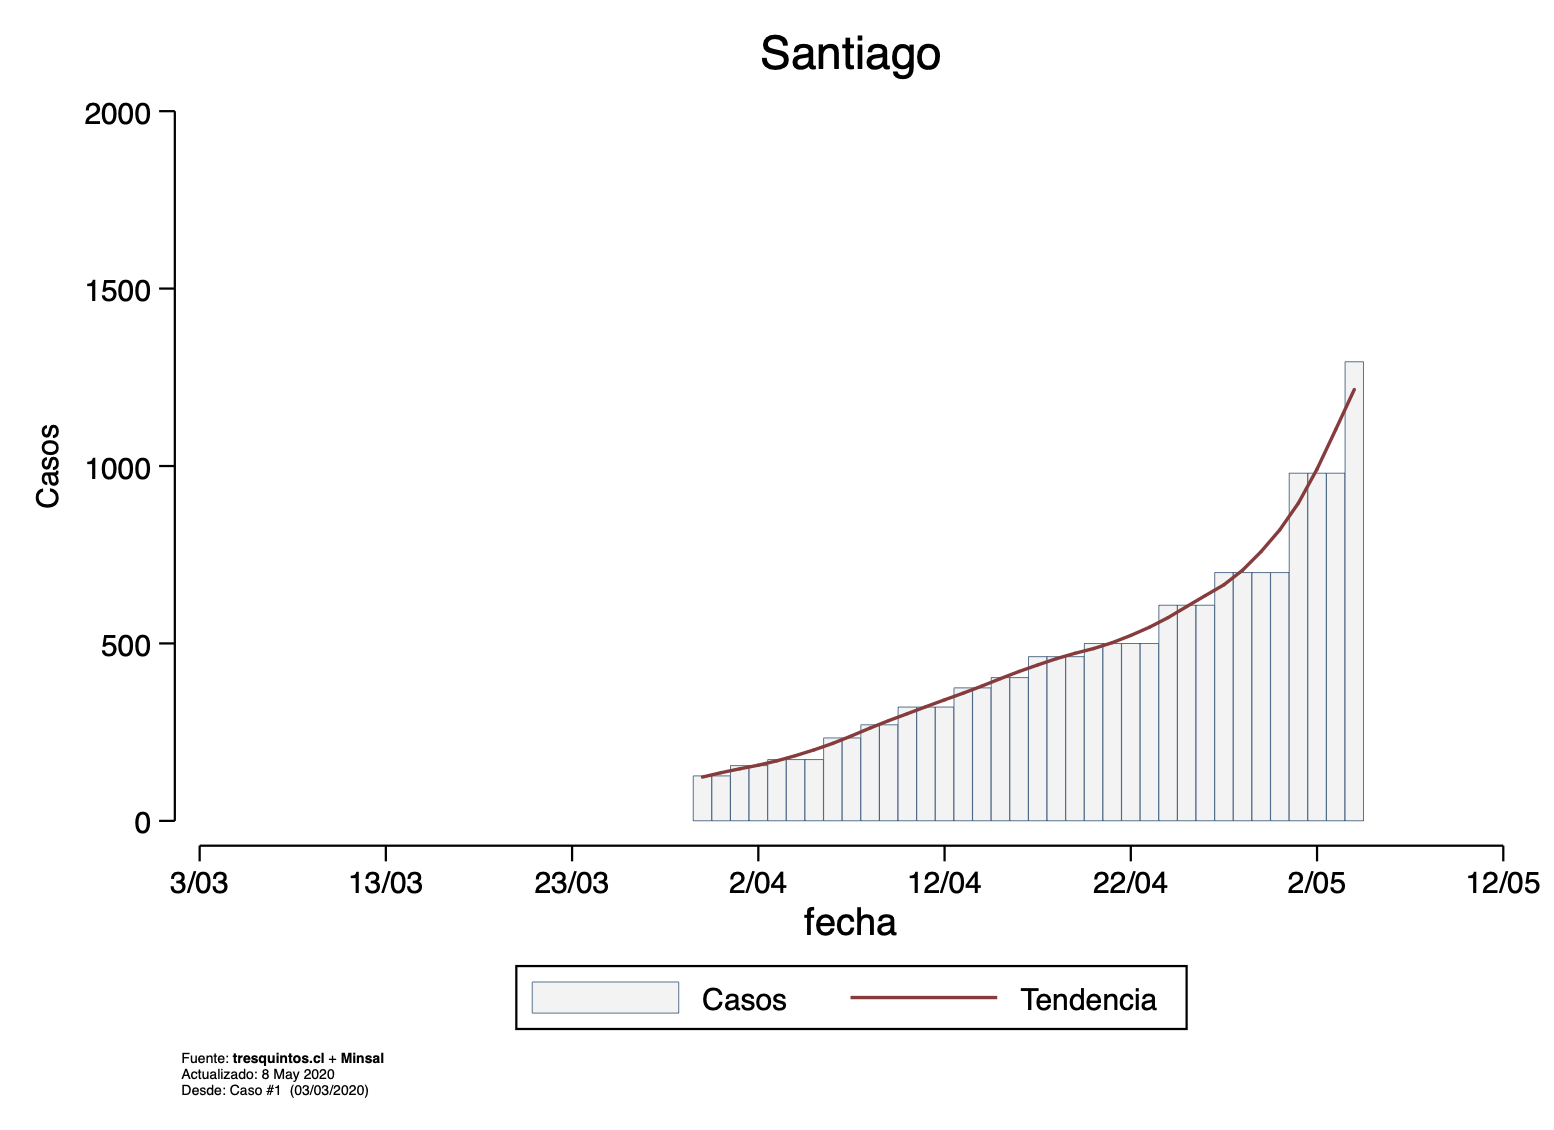 Santiago
2000
1500
1000
500
0
Casos
3/03 13/03 23/03 2/04 12/04 22/04 2/05 12/05
fecha
Casos Tendencia
Fuente: tresquintos.cl + Minsal
Actualizado: 8 May 2020
Desde: Caso #1 (03/03/2020)